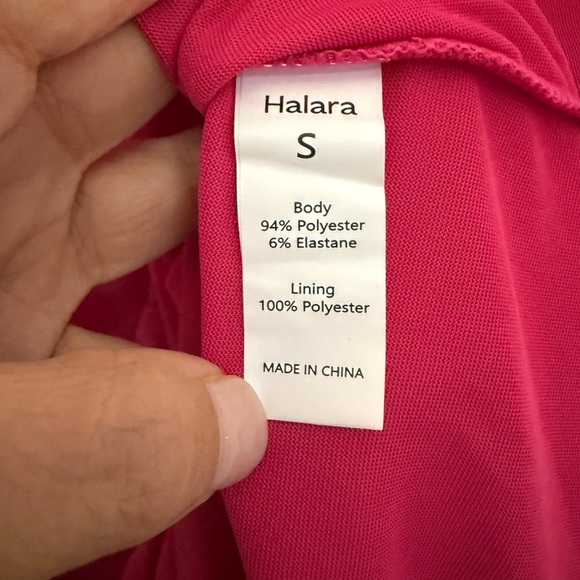 Halara
S
Body
94% Polyester
6% Elastane
Lining
100% Polyester
MADE IN CHINA